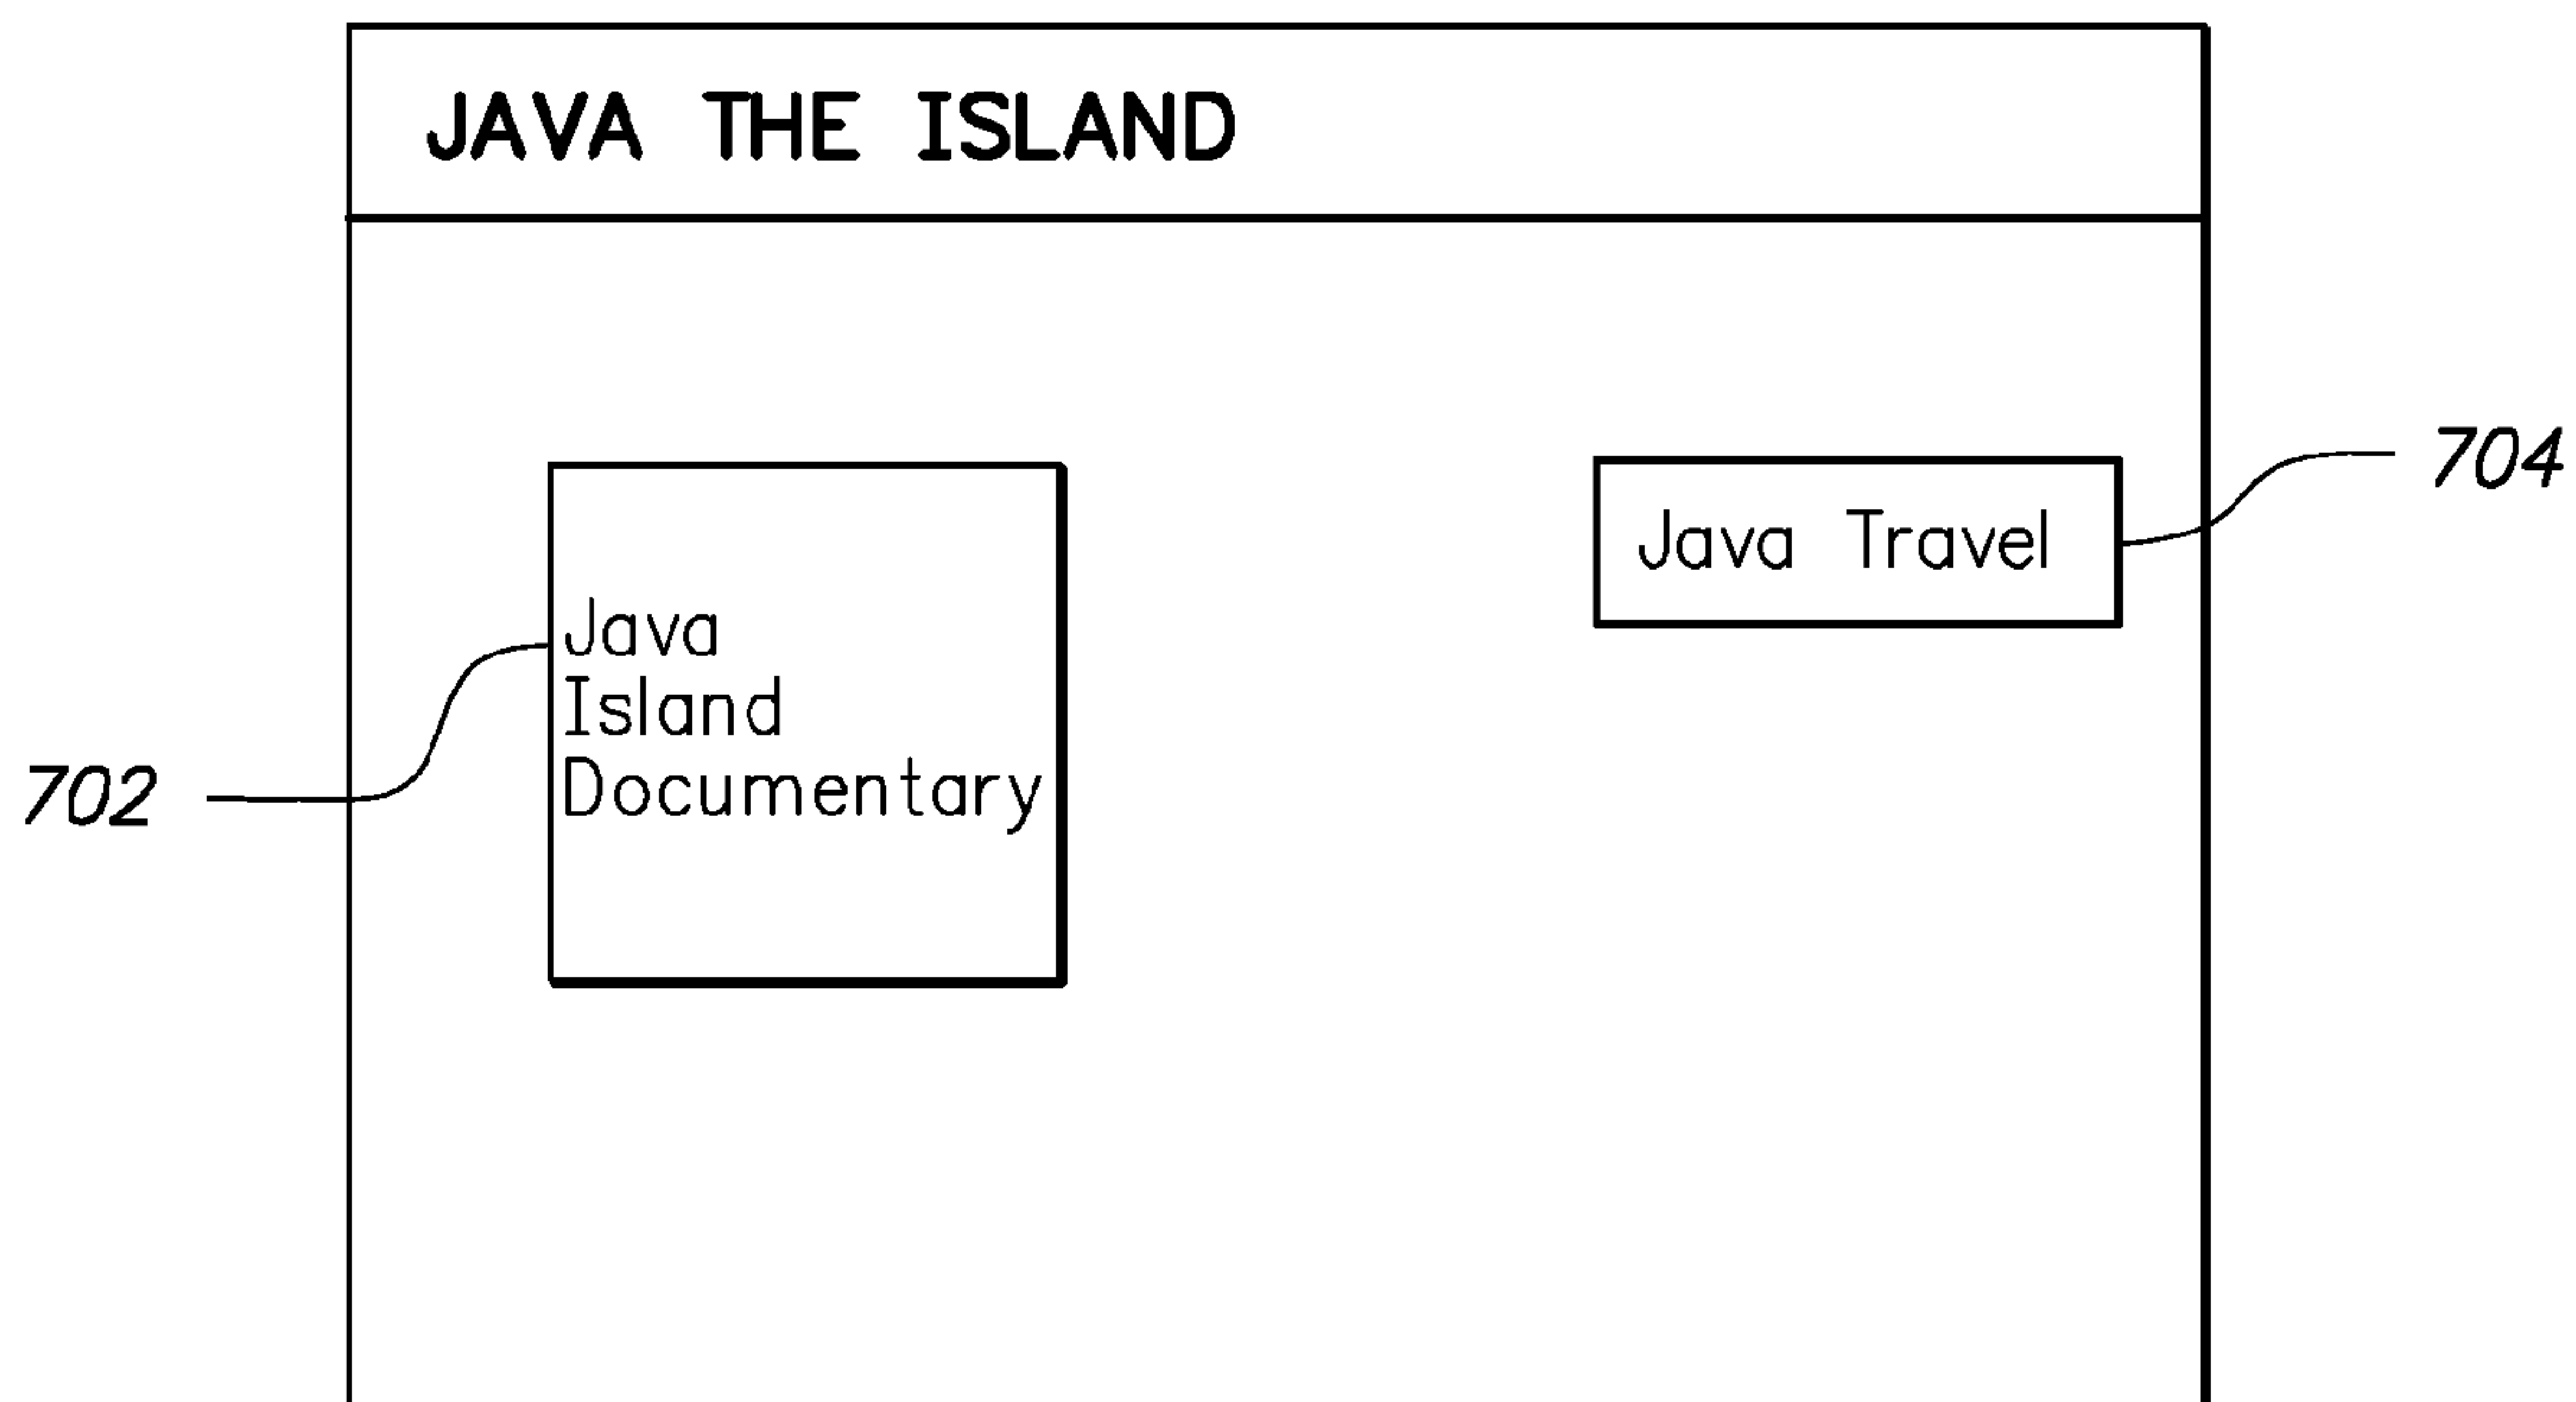 JAVA THE ISLAND
704
Java Travel
Java
Island
Documentary
702